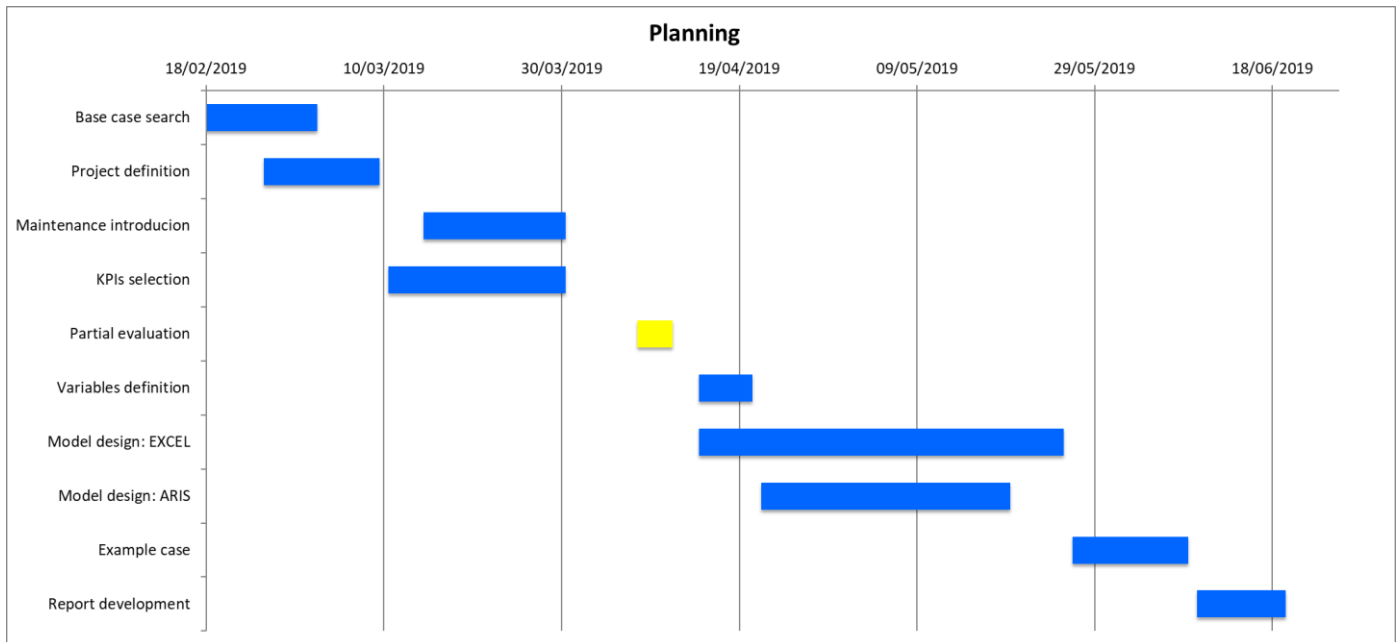 Planning
18/02/2019 10/03/2019 30/03/2019 19/04/2019 09/05/2019 29/05/2019 18/06/2019
Base case search
Project definition
Maintenance introducion
KPIs selection
Partial evaluation
Variables definition
Model design: EXCEL
Model design: ARIS
Example case
Report development